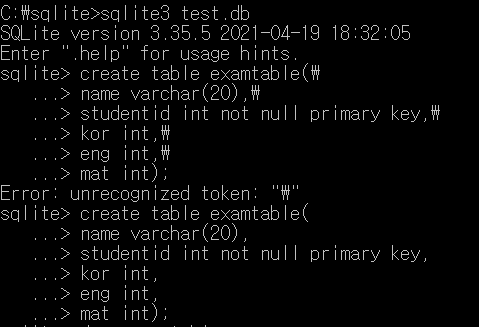 C:₩sqlite>sqlite3 test.db
SQLite version 3.35.5 2021-04-19 18:32:05
Enter ".help" for usage hints.
sqlite> create table examtable(₩
...> name varchar(20),₩
...> studentid int not null primary key,₩
...> kor int,₩
...> eng int,₩
...> mat int);
Error: unrecognized token: "₩"
sqlite> create table examtable(
...> name varchar(20),
...> studentid int not null primary key,
...> kor int,
...> eng int,
...> mat int);